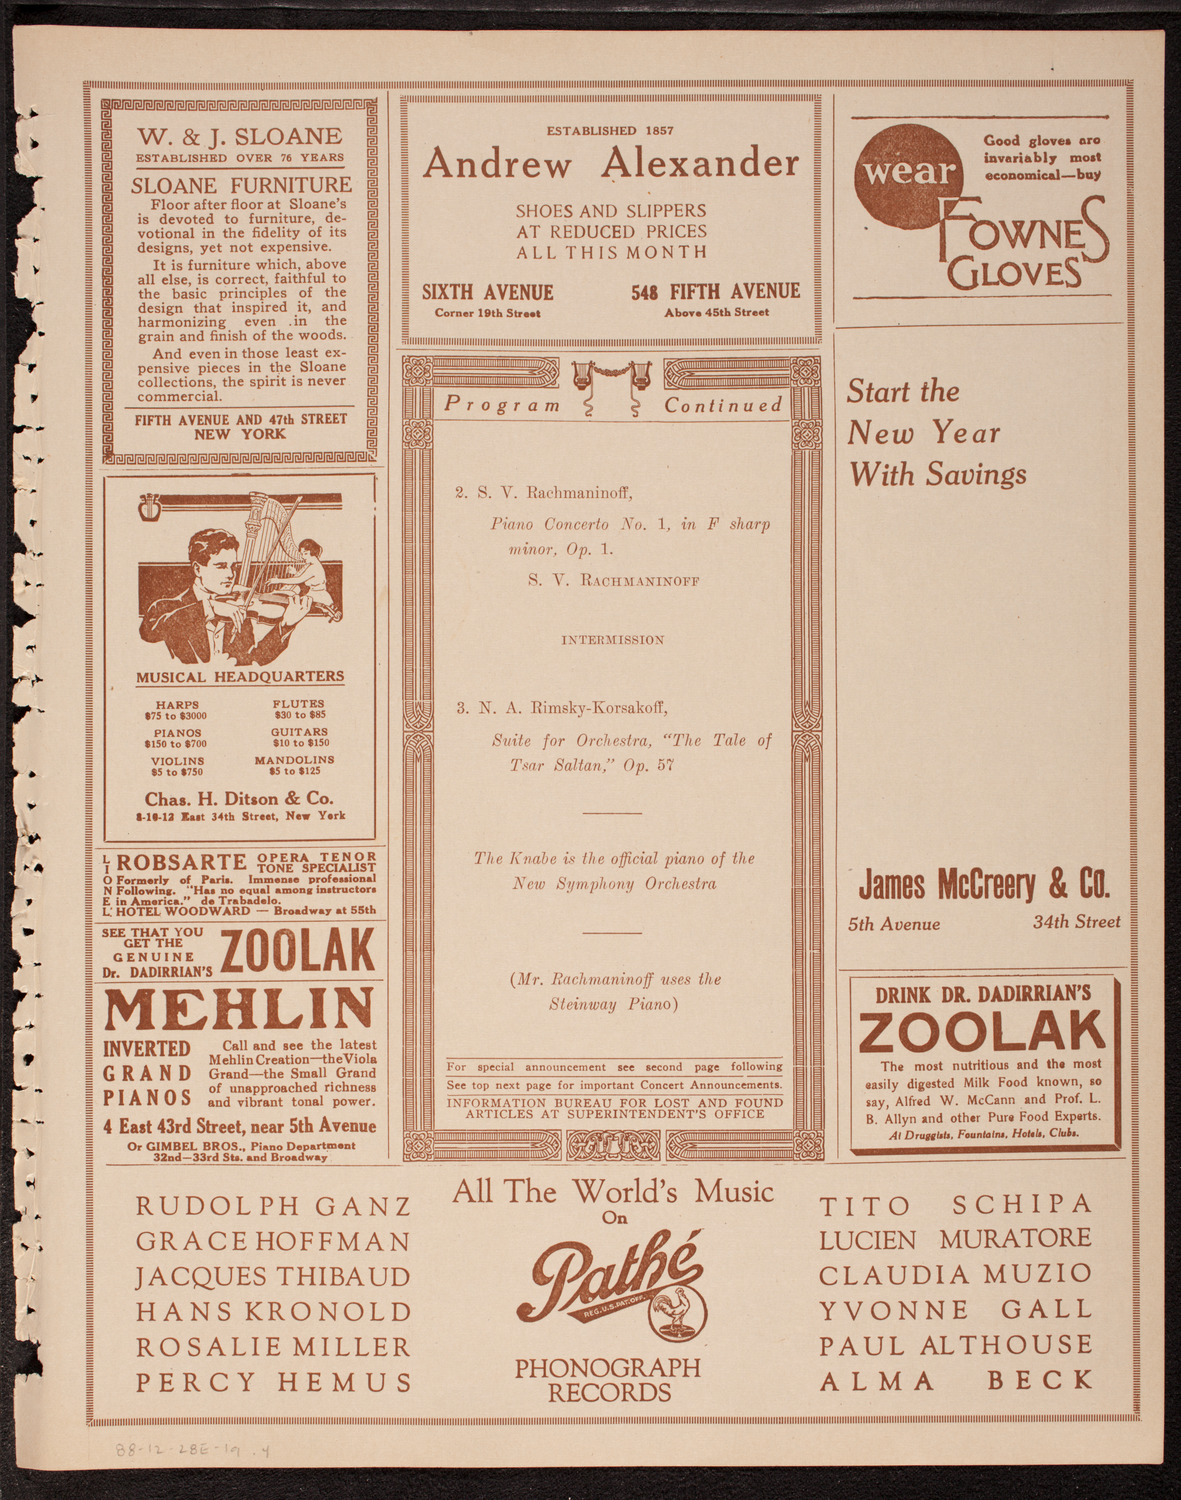 W. & J. SLOANE
ESTABLISHED OVER 76 YEARS
SLOANE FURNITURE
Floor after floor at Sloane's
is devoted to furniture, de-
votional in the fidelity of its
designs, yet not expensive.
It is furniture which, above
all else, is correct, faithful to
the basic principles of the
design that inspired it, and
harmonizing even .in the
grain and finish of the woods.
And even in those least ex-
pensive pieces in the Sloane
collections, the spirit is never
commercial.
FIFTH AVENUE AND 47th STREET
NEW YORK
MUSICAL HEADQUARTERS
HARPS
$75 to $3000
FLUTES
$30 to $85
PIANOS
$150 to $700
GUITARS
$10 to $150
VIOLINS
$5 to $750
MANDOLINS
$5 to $125
Chas. H. Ditson & Co.
8-10-12 East 34th Street, New York
LIONEL ROBSARTE OPERA TENOR
TONE SPECIALIST
Formerly of Paris. Immense professional
Following. "Has no equal among instructors
in America." de Trabadelo.
HOTEL WOODWARD — Broadway at 55th
SEE THAT YOU
GET THE
GENUINE
Dr. DADIRRIAN'S
ZOOLAK
MEHLIN
INVERTED
GRAND
PIANOS
Call and see the latest
Mehlin Creation—the Viola
Grand—the Small Grand
of unapproached richness
and vibrant tonal power.
4 East 43rd Street, near 5th Avenue
Or GIMBEL BROS., Piano Department
32nd—33rd Sts. and Broadway
ESTABLISHED 1857
Andrew Alexander
SHOES AND SLIPPERS
AT REDUCED PRICES
ALL THIS MONTH
SIXTH AVENUE
Corner 19th Street
548 FIFTH AVENUE
Above 45th Street
Program Continued
2. S. V. Rachmaninoff,
Piano Concerto No. 1, in F sharp
minor, Op. 1.
S. V. RACHMANINOFF
INTERMISSION
3. N. A. Rimsky-Korsakoff,
Suite for Orchestra, "The Tale of
Tsar Saltan," Op. 57
The Knabe is the official piano of the
New Symphony Orchestra
(Mr. Rachmaninoff uses the
Steinway Piano)
For special announcement see second page following
See top next page for important Concert Announcements.
INFORMATION BUREAU FOR LOST AND FOUND
ARTICLES AT SUPERINTENDENT'S OFFICE
wear
Good gloves are
invariably most
economical—buy
FOWNES
GLOVES
Start the
New Year
With Savings
James McCreery & Co.
5th Avenue 34th Street
DRINK DR. DADIRRIAN'S
ZOOLAK
The most nutritious and the most
easily digested Milk Food known, so
say, Alfred W. McCann and Prof. L.
B. Allyn and other Pure Food Experts.
At Druggists, Fountains, Hotels, Clubs.
RUDOLPH GANZ
GRACE HOFFMAN
JACQUES THIBAUD
HANS KRONOLD
ROSALIE MILLER
PERCY HEMUS
All The World's Music
On
Pathé
REG. U.S. PAT. OFF.
PHONOGRAPH
RECORDS
TITO SCHIPA
LUCIEN MURATORE
CLAUDIA MUZIO
YVONNE GALL
PAUL ALTHOUSE
ALMA BECK
88-12-28E-19 . 4